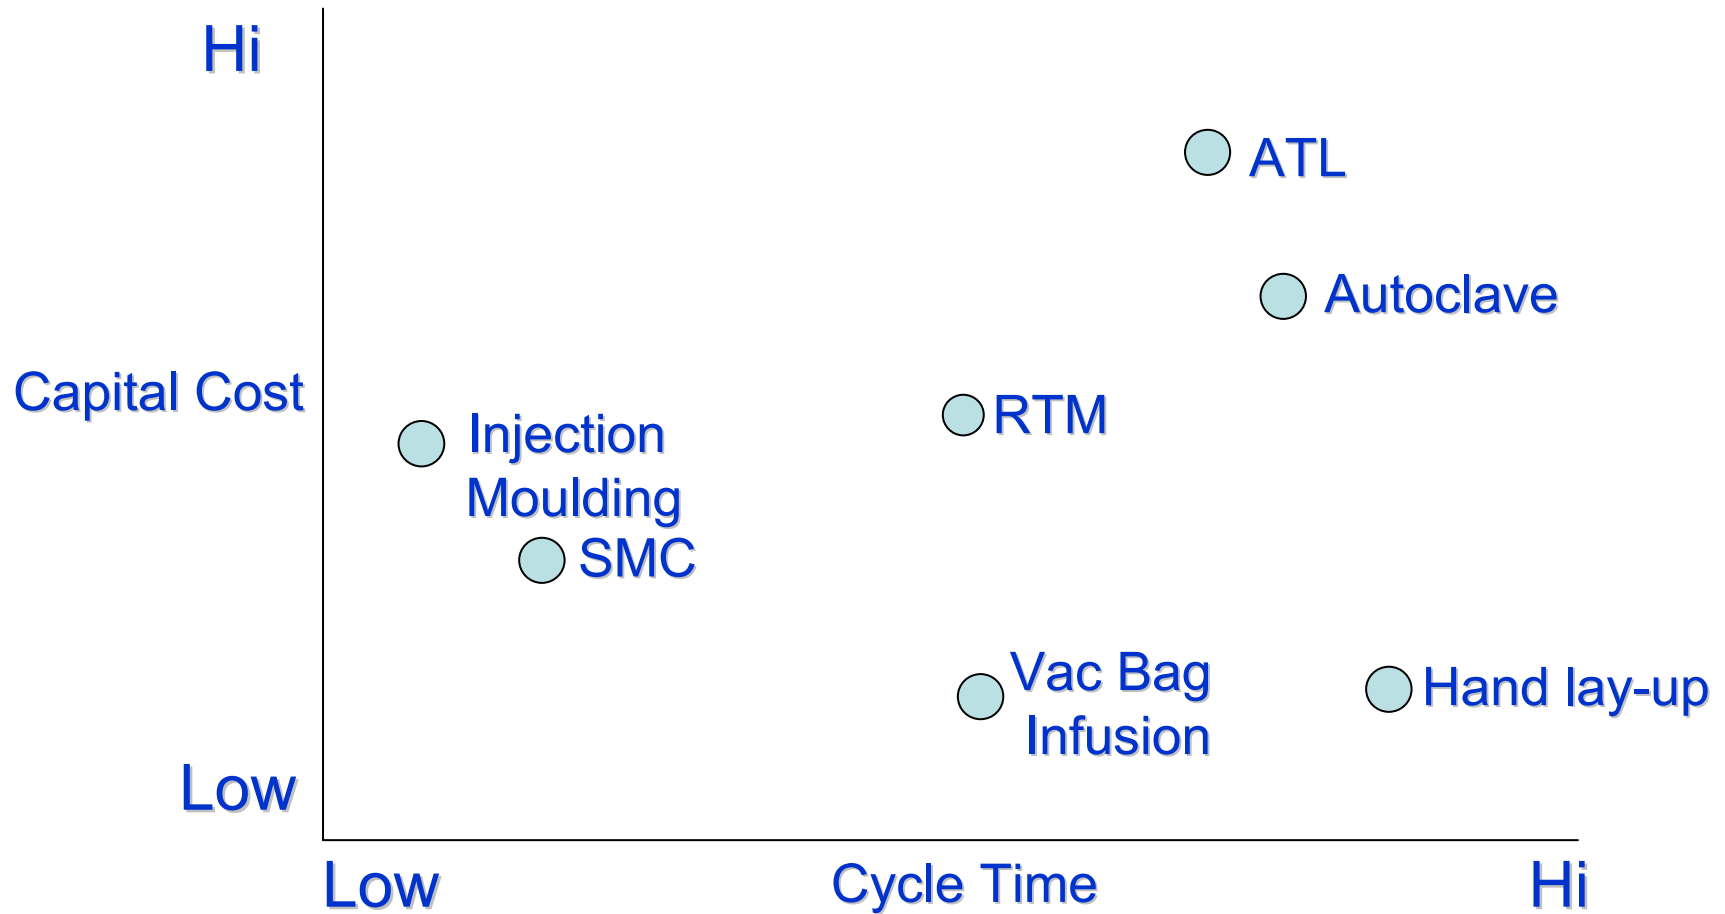 Hi
ATL
Autoclave
Capital Cost
RTM
Injection
Moulding
SMC
Vac Bag
Infusion
Hand lay-up
Low
Low
Cycle Time
Hi